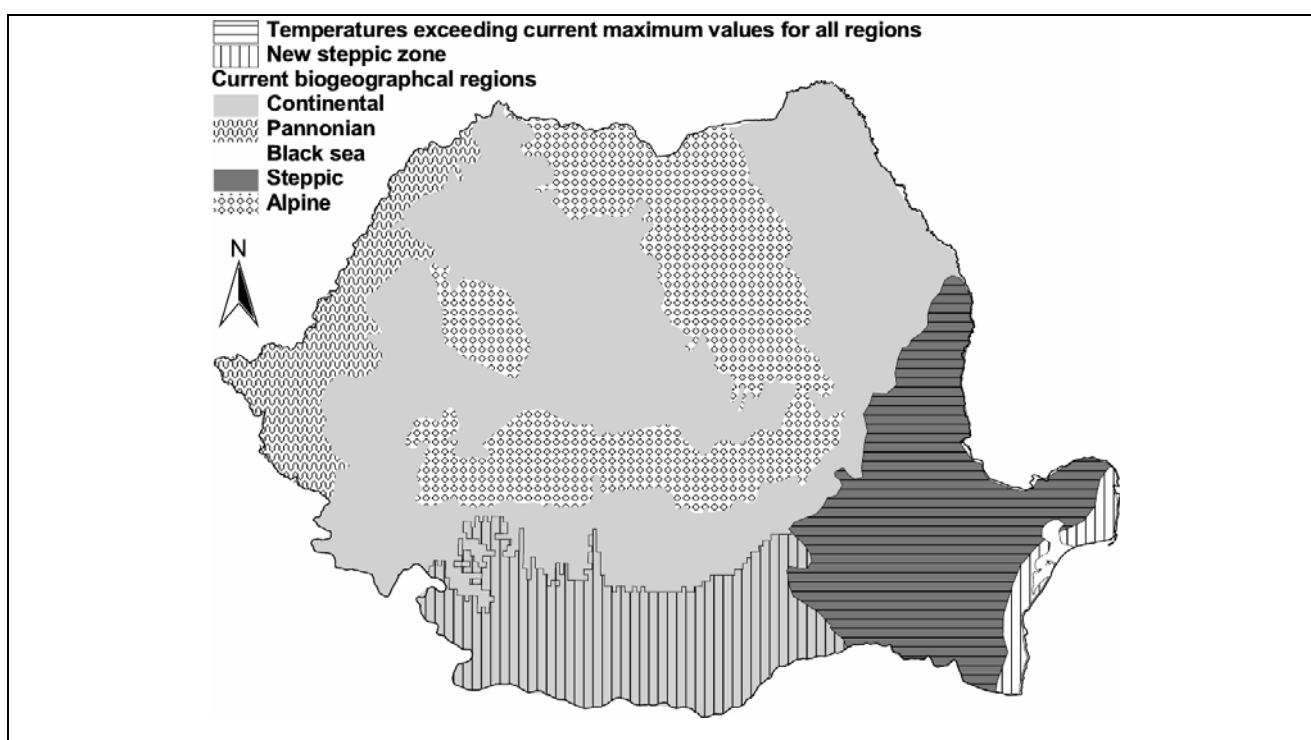 Temperatures exceeding current maximum values for all regions
New steppic zone
Current biogeographcal regions
Continental
Pannonian
Black sea
Steppic
Alpine
N